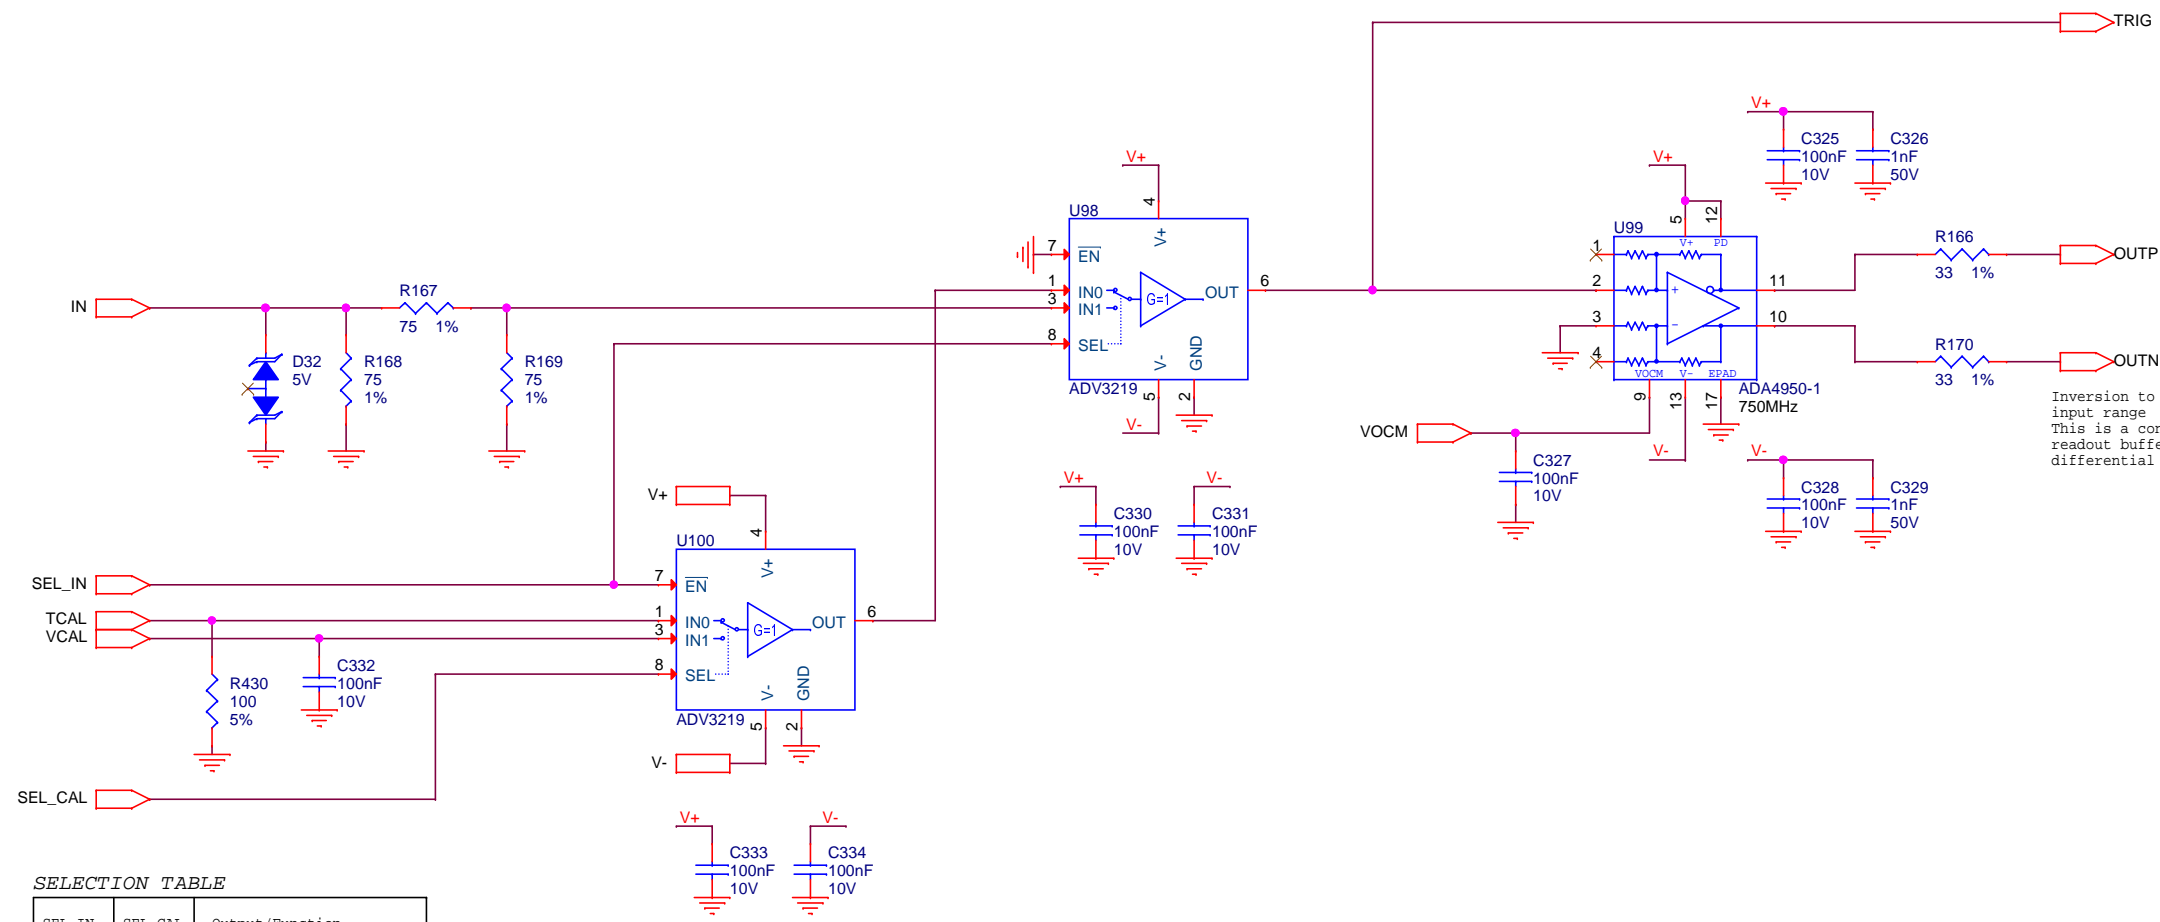 TRIG
V+
C325
100nF
10V
C326
1nF
50V
V+
V+
4
U98
7
EN
V+
1
IN0
3
IN1
G=1
OUT
6
8
SEL
V-
GND
ADV3219
5
2
V-
5
12
U99
V+
PD
1
2
3
4
+
-
11
10
VOCM
V-
EPAD
ADA4950-1
750MHz
9
13
17
R166
33
1%
OUTP
R170
33
1%
OUTN
Inversion to
input range
This is a
readout
differential
IN
R167
75
1%
D32
5V
R168
75
1%
R169
75
1%
VOCM
C327
100nF
10V
V-
V-
C328
100nF
10V
C329
1nF
50V
V+
C330
100nF
10V
V-
C331
100nF
10V
V+
4
U100
7
EN
V+
1
IN0
3
IN1
G=1
OUT
6
8
SEL
V-
GND
ADV3219
5
2
V-
SEL_IN
TCAL
VCAL
R430
100
5%
C332
100nF
10V
SEL_CAL
V+
C333
100nF
10V
V-
C334
100nF
10V
SELECTION TABLE
SEL_IN
SEL_CAL
Output/Function